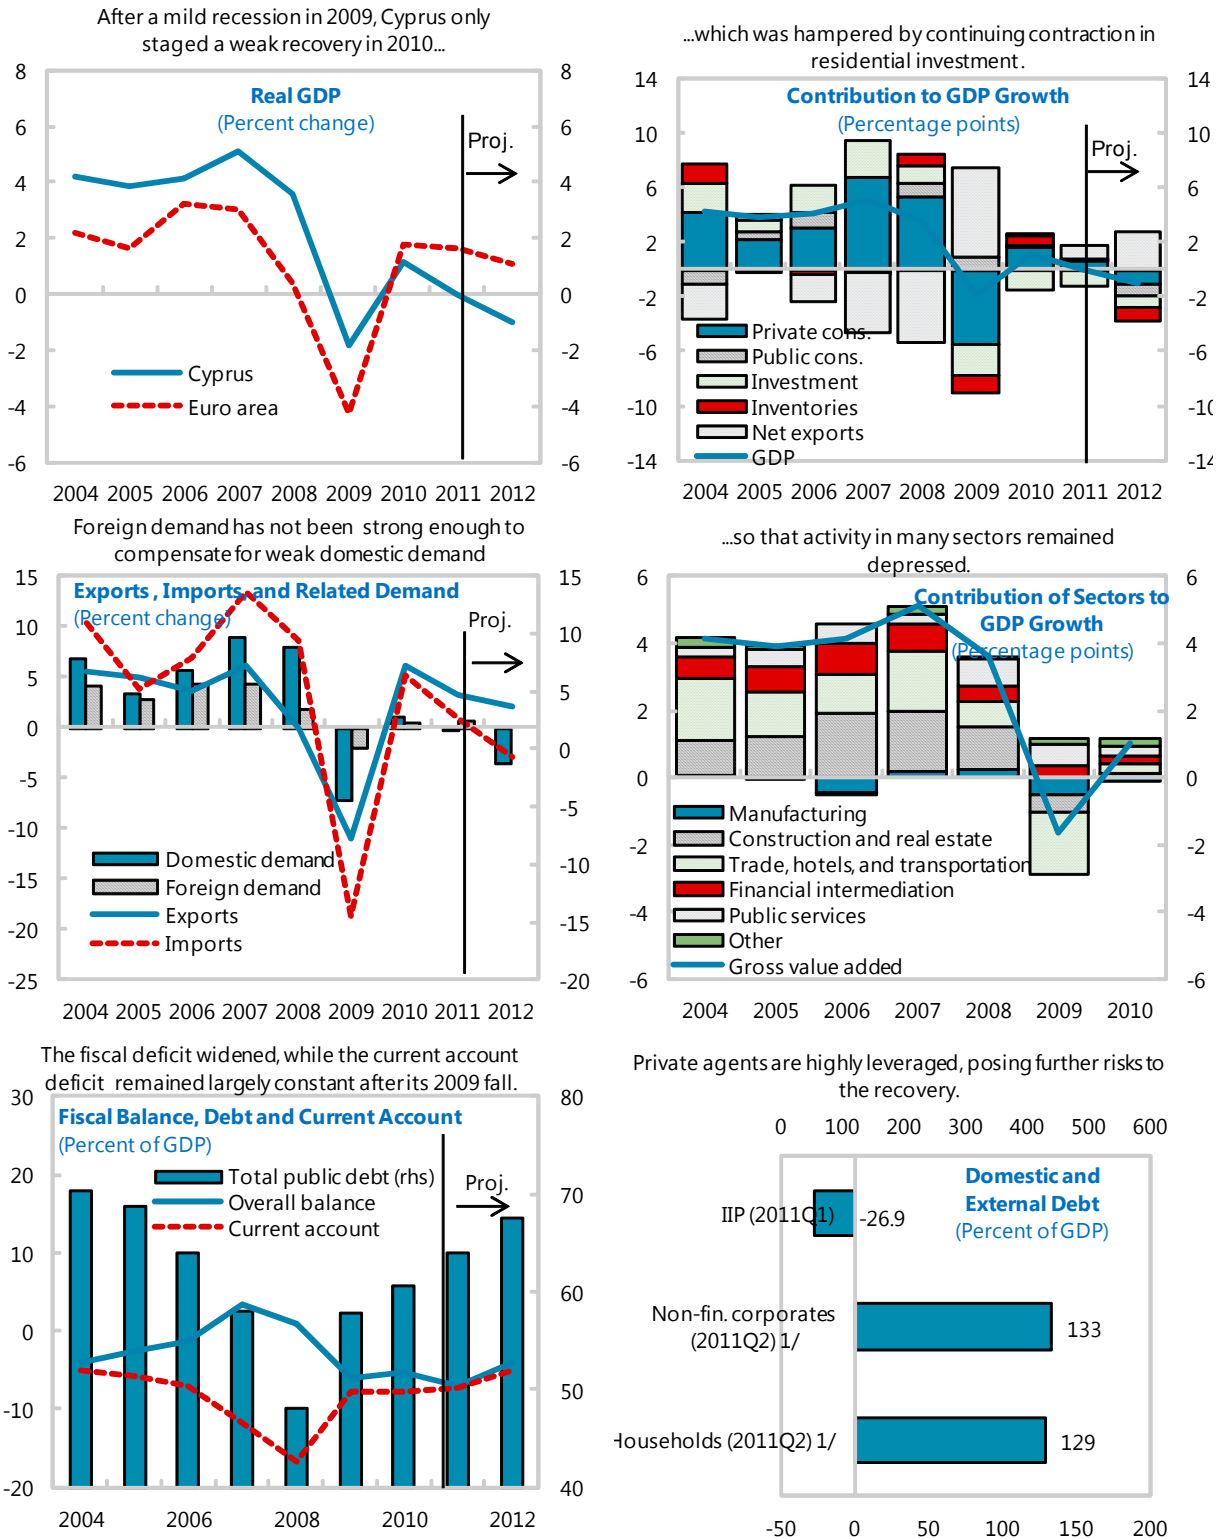 After a mild recession in 2009, Cyprus only
staged a weak recovery in 2010...
8
6
4
2
0
-2
-4
-6
8
6
4
2
0
-2
-4
-6
Real GDP
(Percent change)
Proj.
Cyprus
Euro area
2004 2005 2006 2007 2008 2009 2010 2011 2012
...which was hampered by continuing contraction in
residential investment.
14
10
6
2
-2
-6
-10
-14
14
10
6
2
-2
-6
-10
-14
Contribution to GDP Growth
(Percentage points)
Proj.
Private cons.
Public cons.
Investment
Inventories
Net exports
GDP
2004 2005 2006 2007 2008 2009 2010 2011 2012
Foreign demand has not been strong enough to
compensate for weak domestic demand
15
10
5
0
-5
-10
-15
-20
-25
15
10
5
0
-5
-10
-15
-20
Exports , Imports, and Related Demand
(Percent change)
Proj.
Domestic demand
Foreign demand
Exports
Imports
2004 2005 2006 2007 2008 2009 2010 2011 2012
...so that activity in many sectors remained
depressed.
6
4
2
0
-2
-4
-6
6
4
2
0
-2
-4
-6
Contribution of Sectors to
GDP Growth
(Percentage points)
Manufacturing
Construction and real estate
Trade, hotels, and transportation
Financial intermediation
Public services
Other
Gross value added
2004 2005 2006 2007 2008 2009 2010
The fiscal deficit widened, while the current account
deficit remained largely constant after its 2009 fall.
30
20
10
0
-10
-20
80
70
60
50
40
Fiscal Balance, Debt and Current Account
(Percent of GDP)
Total public debt (rhs)
Overall balance
Current account
Proj.
2004 2006 2008 2010 2012
Private agents are highly leveraged, posing further risks to
the recovery.
0 100 200 300 400 500 600
Domestic and
External Debt
(Percent of GDP)
IIP (2011Q1)
-26.9
Non-fin. corporates
(2011Q2) 1/
133
Households (2011Q2) 1/
129
-50 0 50 100 150 200